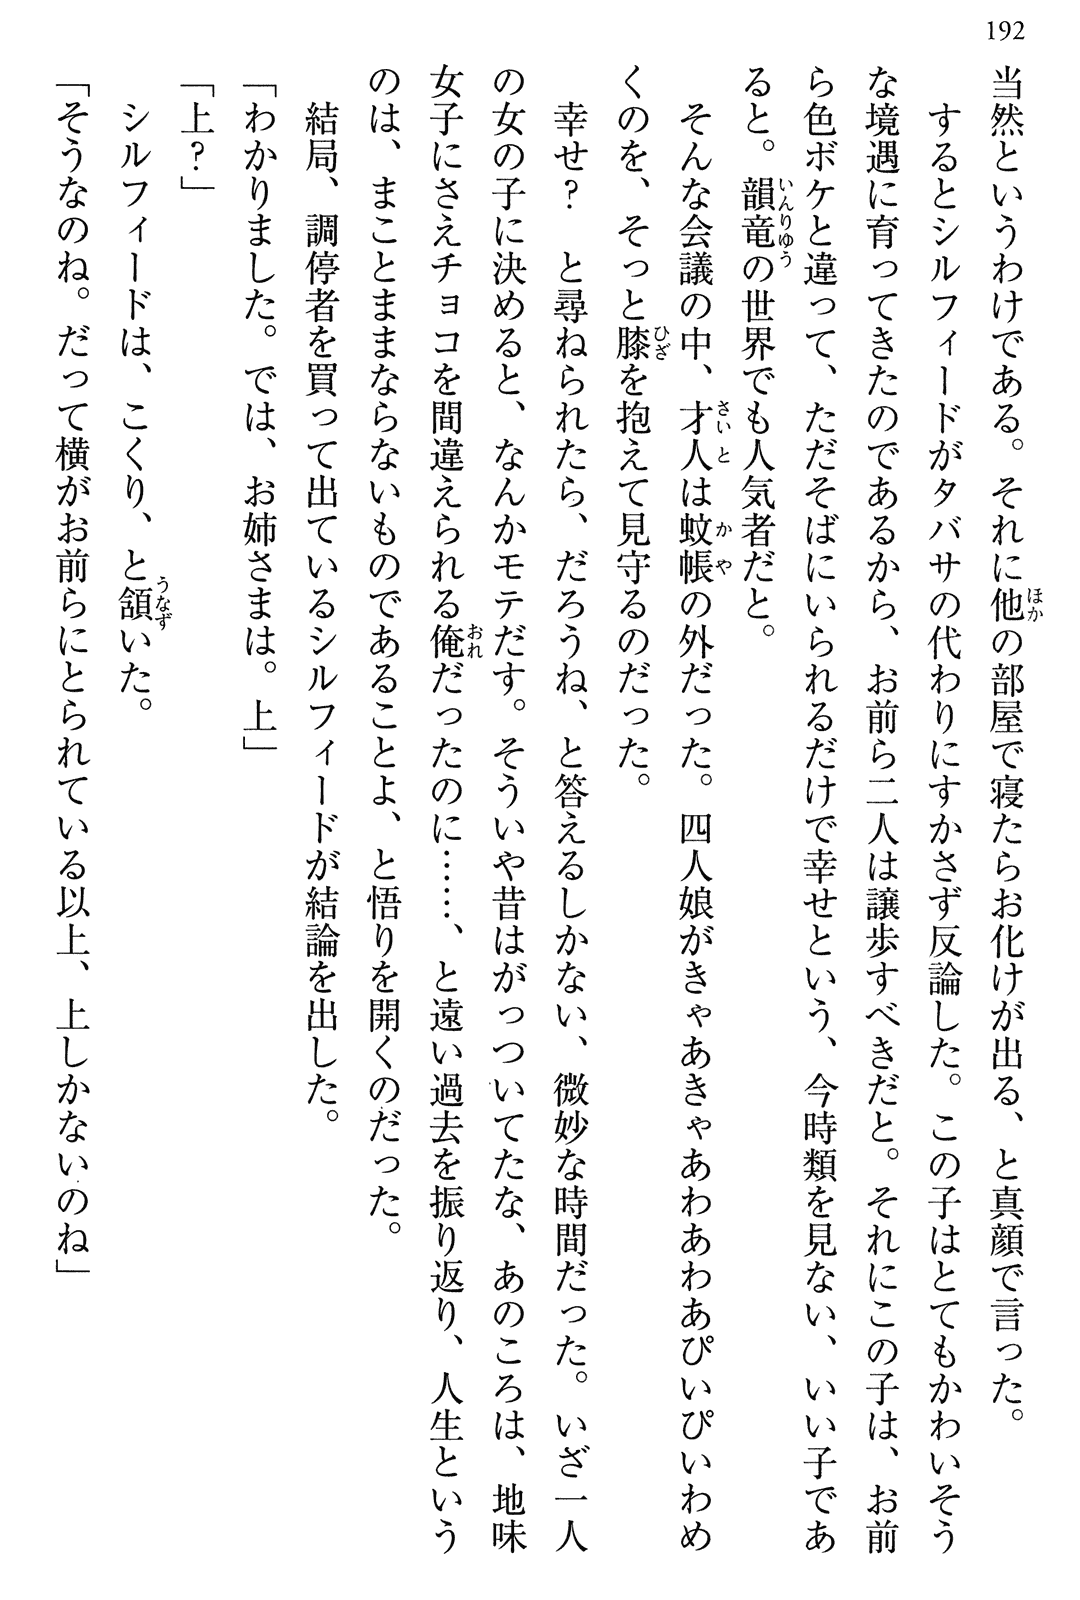 192
当然というわけである。それに他の部屋で寝たらお化けが出る、と真顔で言った。
　するとシルフィードがタバサの代わりにすかさず反論した。この子はとてもかわいそう
な境遇に育ってきたのであるから、お前ら二人は譲歩すべきだと。それにこの子は、お前
ら色ボケと違って、ただそばにいられるだけで幸せという、今時類を見ない、いい子であ
ると。韻竜の世界でも人気者だと。
　そんな会議の中、才人は蚊帳の外だった。四人娘がきゃあきゃあわあわあぴいぴいわめ
くのを、そっと膝を抱えて見守るのだった。
　幸せ？　と尋ねられたら、だろうね、と答えるしかない、微妙な時間だった。いざ一人
の女の子に決めると、なんかモテだす。そういや昔はがっついてたな、あのころは、地味
女子にさえチョコを間違えられる俺だったのに……、と遠い過去を振り返り、人生という
のは、まことままならないものであることよ、と悟りを開くのだった。
　結局、調停者を買って出ているシルフィードが結論を出した。
「わかりました。では、お姉さまは。上」
「上？」
　シルフィードは、こくり、と頷いた。
「そうなのね。だって横がお前らにとられている以上、上しかないのね」